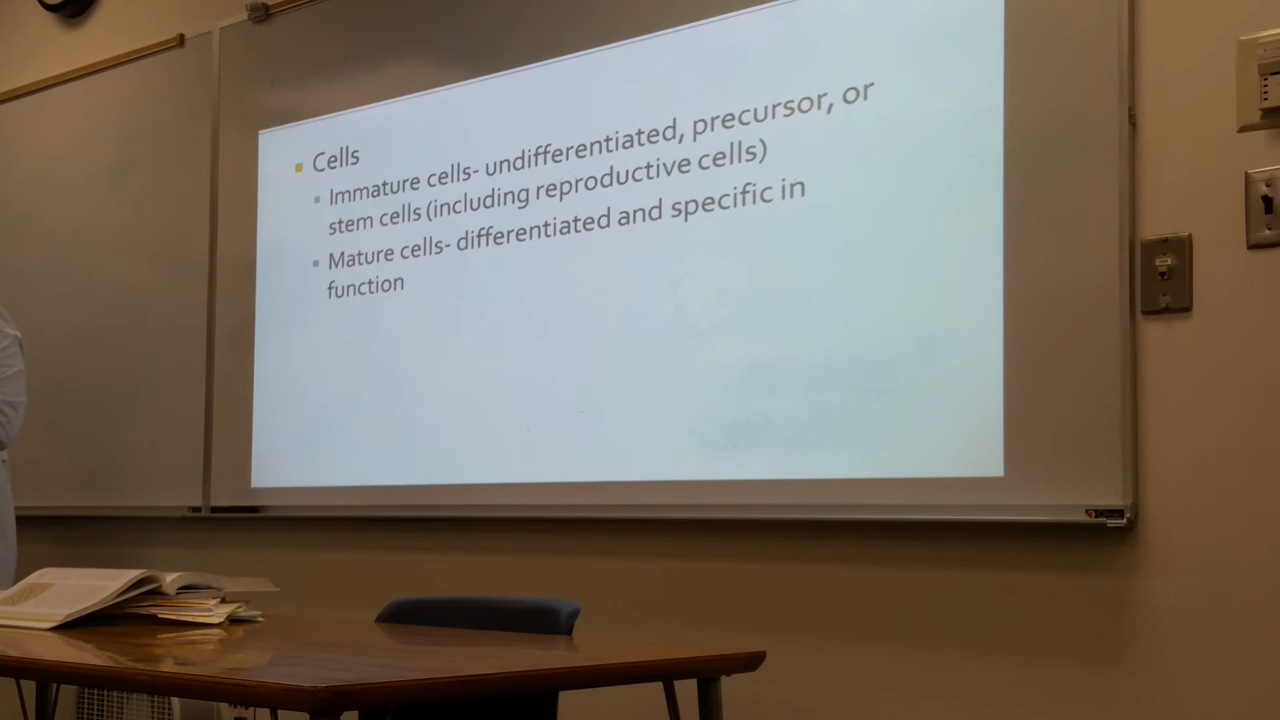 Cells
Immature cells- undifferentiated, precursor, or
stem cells (including reproductive cells)
Mature cells- differentiated and specific in
function